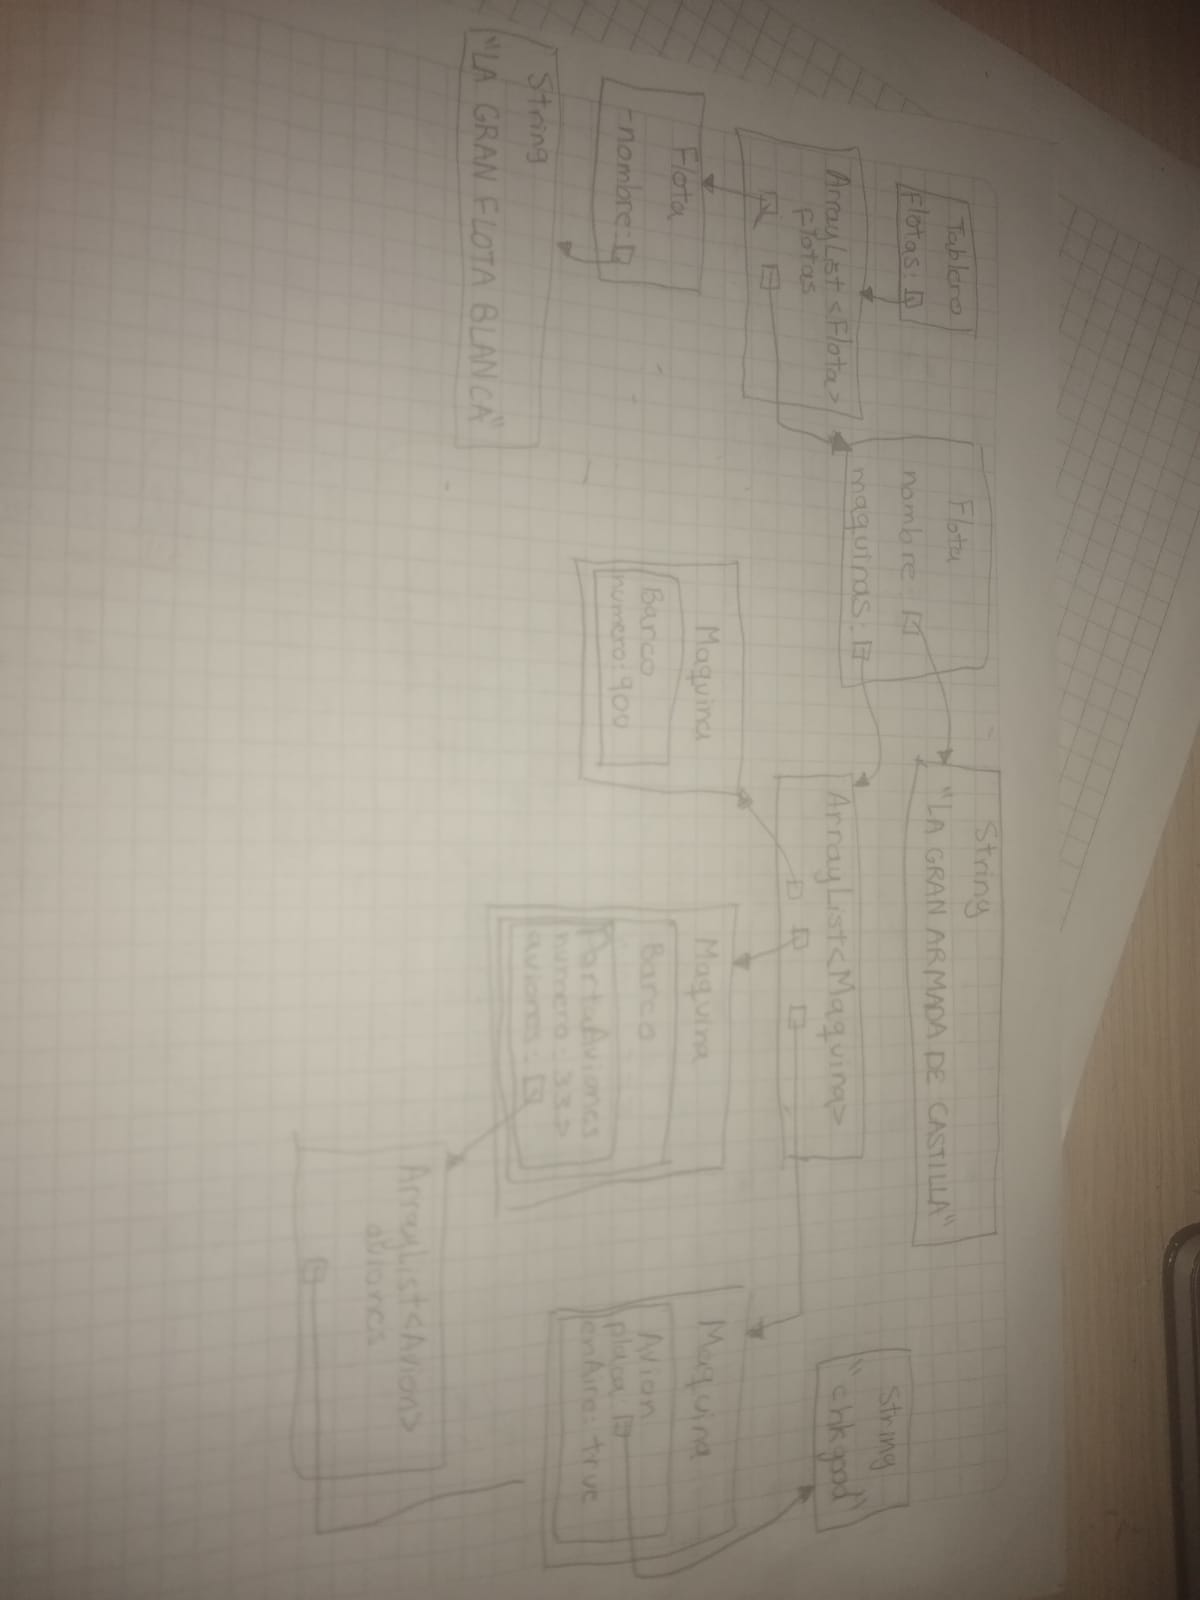 Tablero
flotas:
ArrayList<Flota>
flotas
Flota
-nombre:
String
"LA GRAN FLOTA BLANCA"
Flota
nombre :
maquinas:
String
"LA GRAN ARMADA DE CASTILLA"
ArrayList<Maquina>
Maquina
Barco
numero:900
Maquina
Barco
PortaAviones
numero:
aviones:
ArrayList<Avion>
aviones
Maquina
Avion
placa:
enAire: true
String
"chkgood"